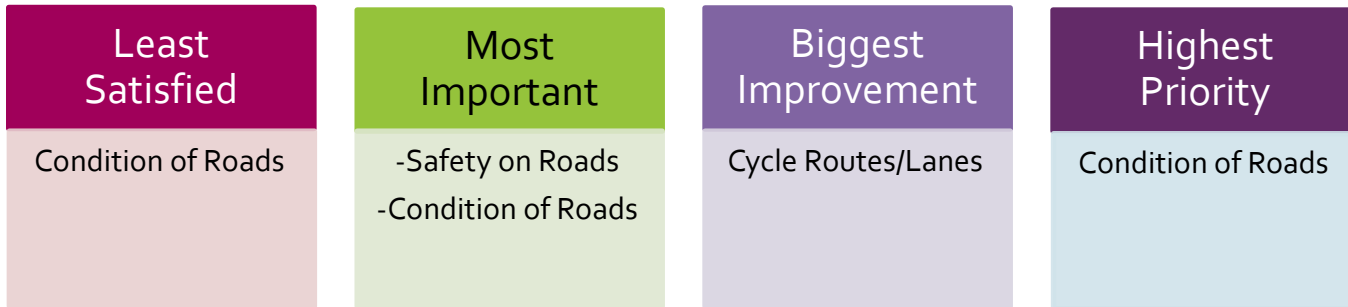 Least
Satisfied
Condition of Roads
Most
Important
-Safety on Roads
-Condition of Roads
Biggest
Improvement
Cycle Routes/Lanes
Highest
Priority
Condition of Roads